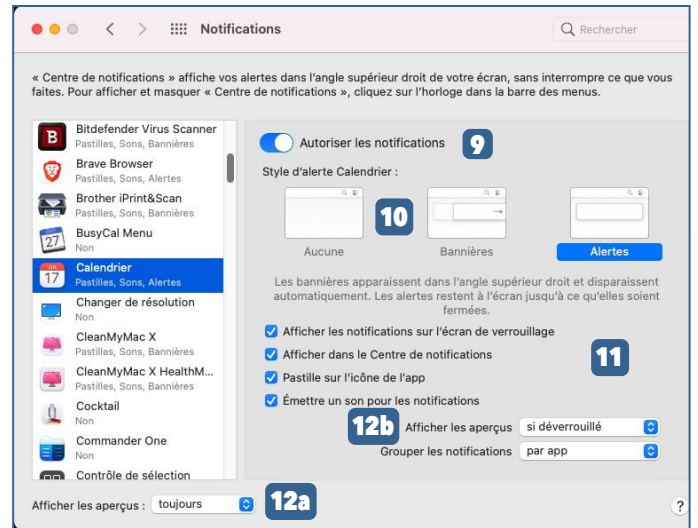 Notifications
Rechercher
« Centre de notifications » affiche vos alertes dans l'angle supérieur droit de votre écran, sans interrompre ce que vous
faites. Pour afficher et masquer « Centre de notifications », cliquez sur l'horloge dans la barre des menus.
Bitdefender Virus Scanner
Pastilles, Sons, Bannières
Brave Browser
Pastilles, Sons, Alertes
Brother iPrint&Scan
Pastilles, Sons, Bannières
BusyCal Menu
Non
27
Calendrier
Pastilles, Sons, Alertes
JUL
17
Changer de résolution
Non
CleanMyMac X
Pastilles, Sons, Bannières
CleanMyMac X HealthM...
Pastilles, Sons, Bannières
Cocktail
Non
Commander One
Non
Contrôle de sélection
Autoriser les notifications
9
Style d'alerte Calendrier :
10
Aucune
Bannières
Alertes
Les bannières apparaissent dans l'angle supérieur droit et disparaissent
automatiquement. Les alertes restent à l'écran jusqu'à ce qu'elles soient
fermées.
Afficher les notifications sur l'écran de verrouillage
Afficher dans le Centre de notifications
11
Pastille sur l'icône de l'app
Émettre un son pour les notifications
12b
Afficher les aperçus si déverrouillé
Grouper les notifications par app
Afficher les aperçus : toujours
12a
?